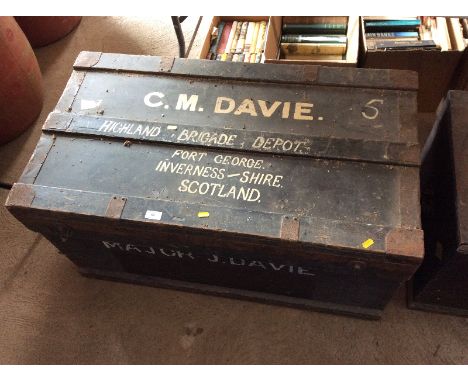 C. M. DAVIE. 5
HIGHLAND BRIGADE DEPOT.
FORT GEORGE.
INVERNESS-SHIRE.
SCOTLAND.
MAJOR J. DAVIE